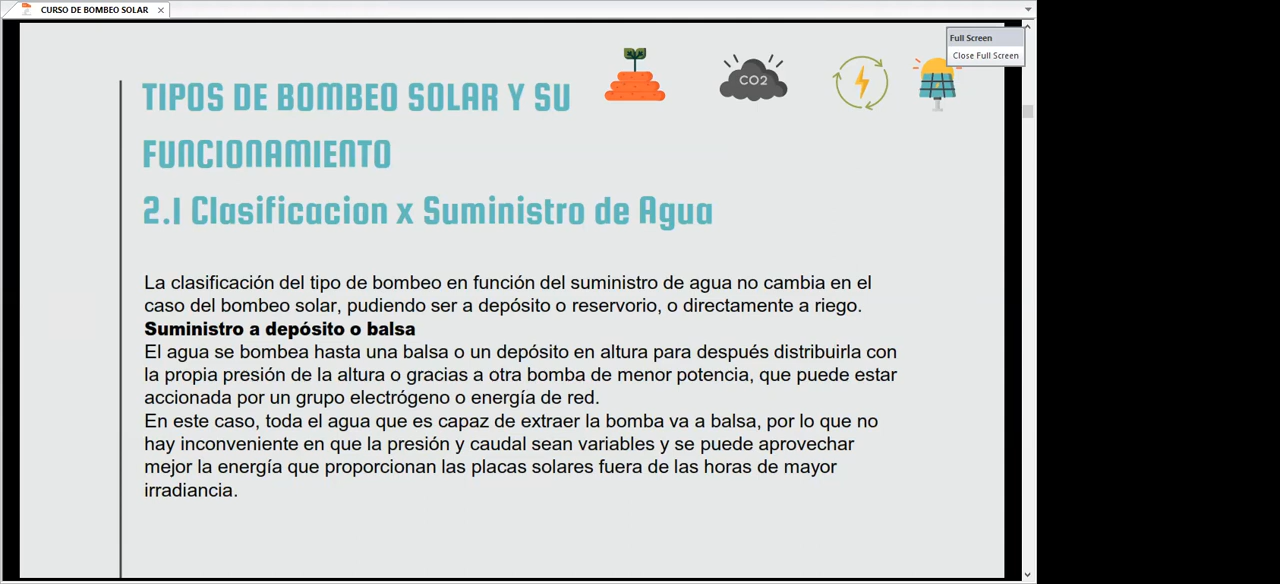 CURSO DE BOMBEO SOLAR
Full Screen
Close Full Screen
CO2
TIPOS DE BOMBEO SOLAR Y SU
FUNCIONAMIENTO
2.1 Clasificacion x Suministro de Agua
La clasificación del tipo de bombeo en función del suministro de agua no cambia en el
caso del bombeo solar, pudiendo ser a depósito o reservorio, o directamente a riego.
Suministro a depósito o balsa
El agua se bombea hasta una balsa o un depósito en altura para después distribuirla con
la propia presión de la altura o gracias a otra bomba de menor potencia, que puede estar
accionada por un grupo electrógeno o energía de red.
En este caso, toda el agua que es capaz de extraer la bomba va a balsa, por lo que no
hay inconveniente en que la presión y caudal sean variables y se puede aprovechar
mejor la energía que proporcionan las placas solares fuera de las horas de mayor
irradiancia.